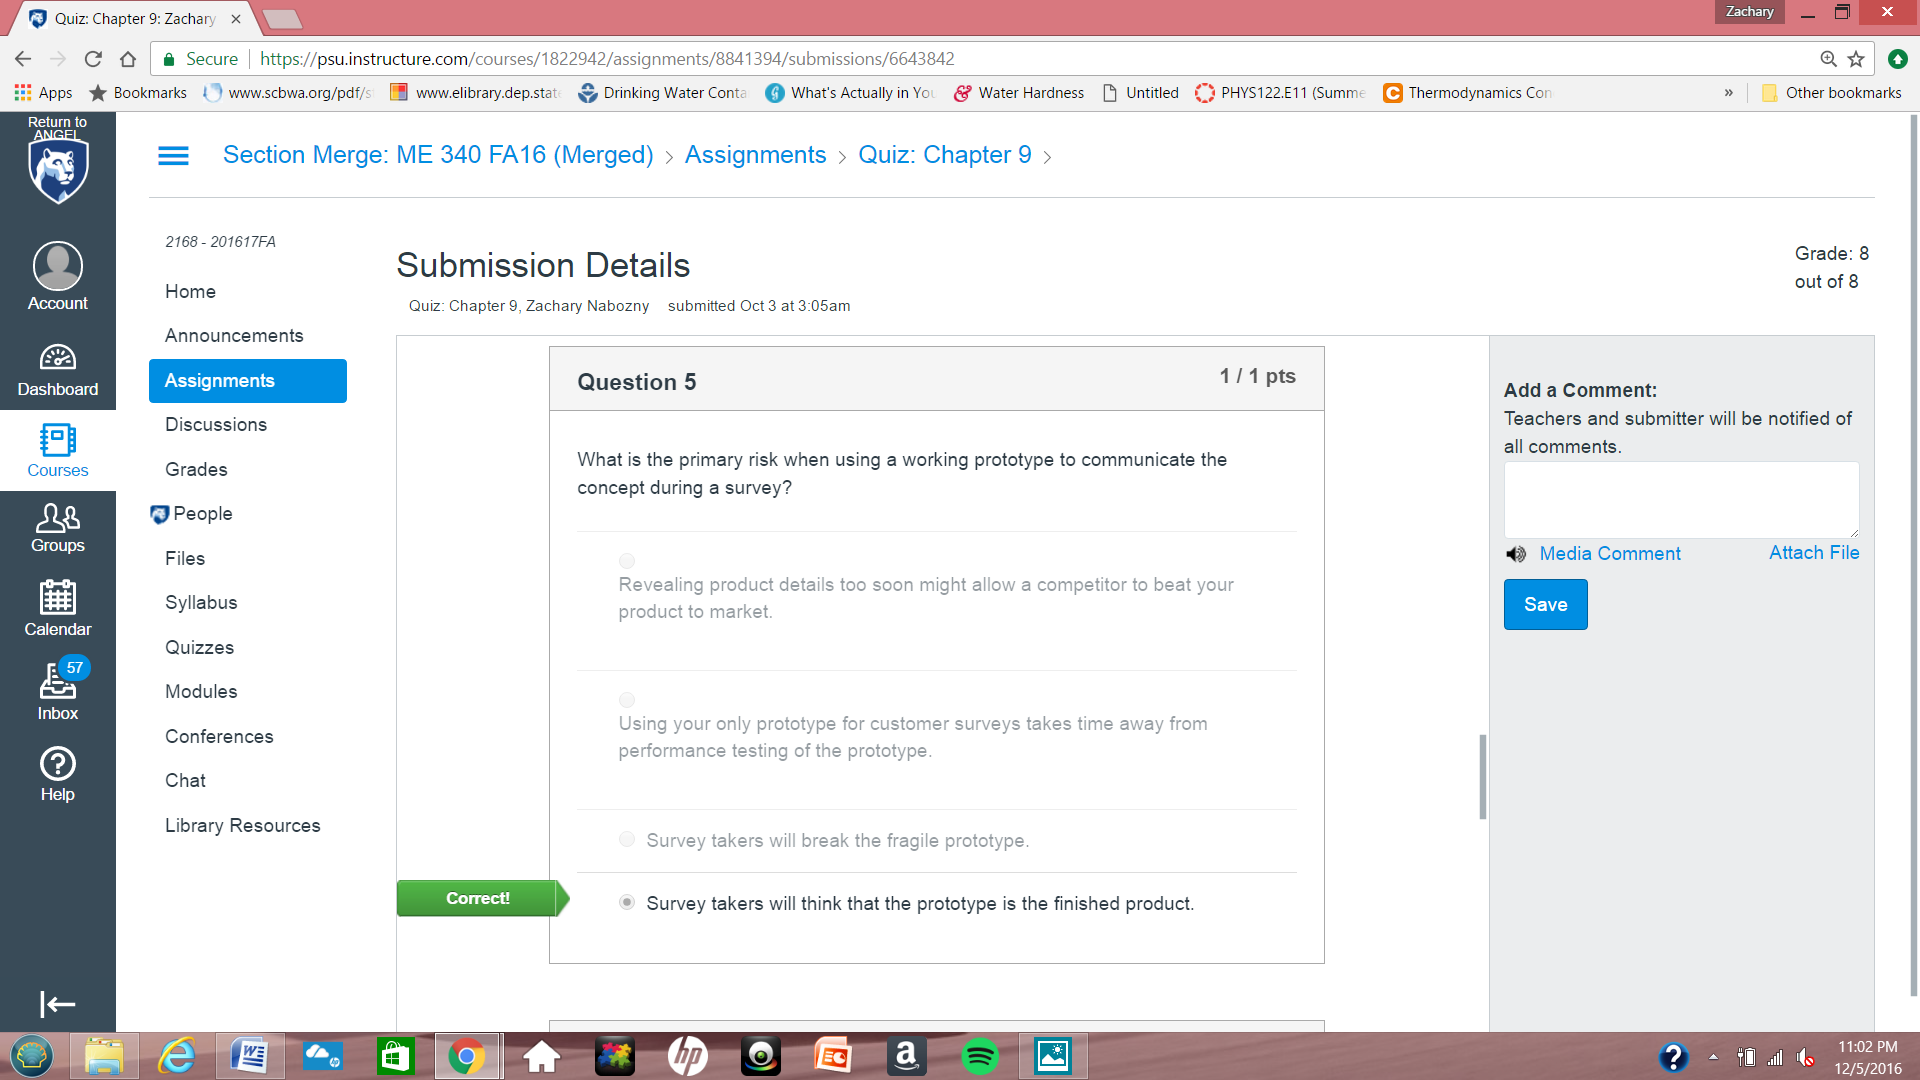 Quiz: Chapter 9: Zachary
Zachary
Secure https://psu.instructure.com/courses/1822942/assignments/8841394/submissions/6643842
Apps Bookmarks www.scbwa.org/pdf/s www.elibrary.dep.stat Drinking Water Conta What's Actually in You Water Hardness Untitled PHYS122.E11 (Summe Thermodynamics Con » Other bookmarks
Return to
ANGEL
Section Merge: ME 340 FA16 (Merged) > Assignments > Quiz: Chapter 9 >
Account
Dashboard
Courses
Groups
Calendar
57
Inbox
Help
2168 - 201617FA
Home
Announcements
Assignments
Discussions
Grades
People
Files
Syllabus
Quizzes
Modules
Conferences
Chat
Library Resources
Submission Details
Quiz: Chapter 9, Zachary Nabozny submitted Oct 3 at 3:05am
Grade: 8
out of 8
Question 5
1 / 1 pts
What is the primary risk when using a working prototype to communicate the
concept during a survey?
Revealing product details too soon might allow a competitor to beat your
product to market.
Using your only prototype for customer surveys takes time away from
performance testing of the prototype.
Survey takers will break the fragile prototype.
Correct!
Survey takers will think that the prototype is the finished product.
Add a Comment:
Teachers and submitter will be notified of
all comments.
Media Comment Attach File
Save
11:02 PM
12/5/2016